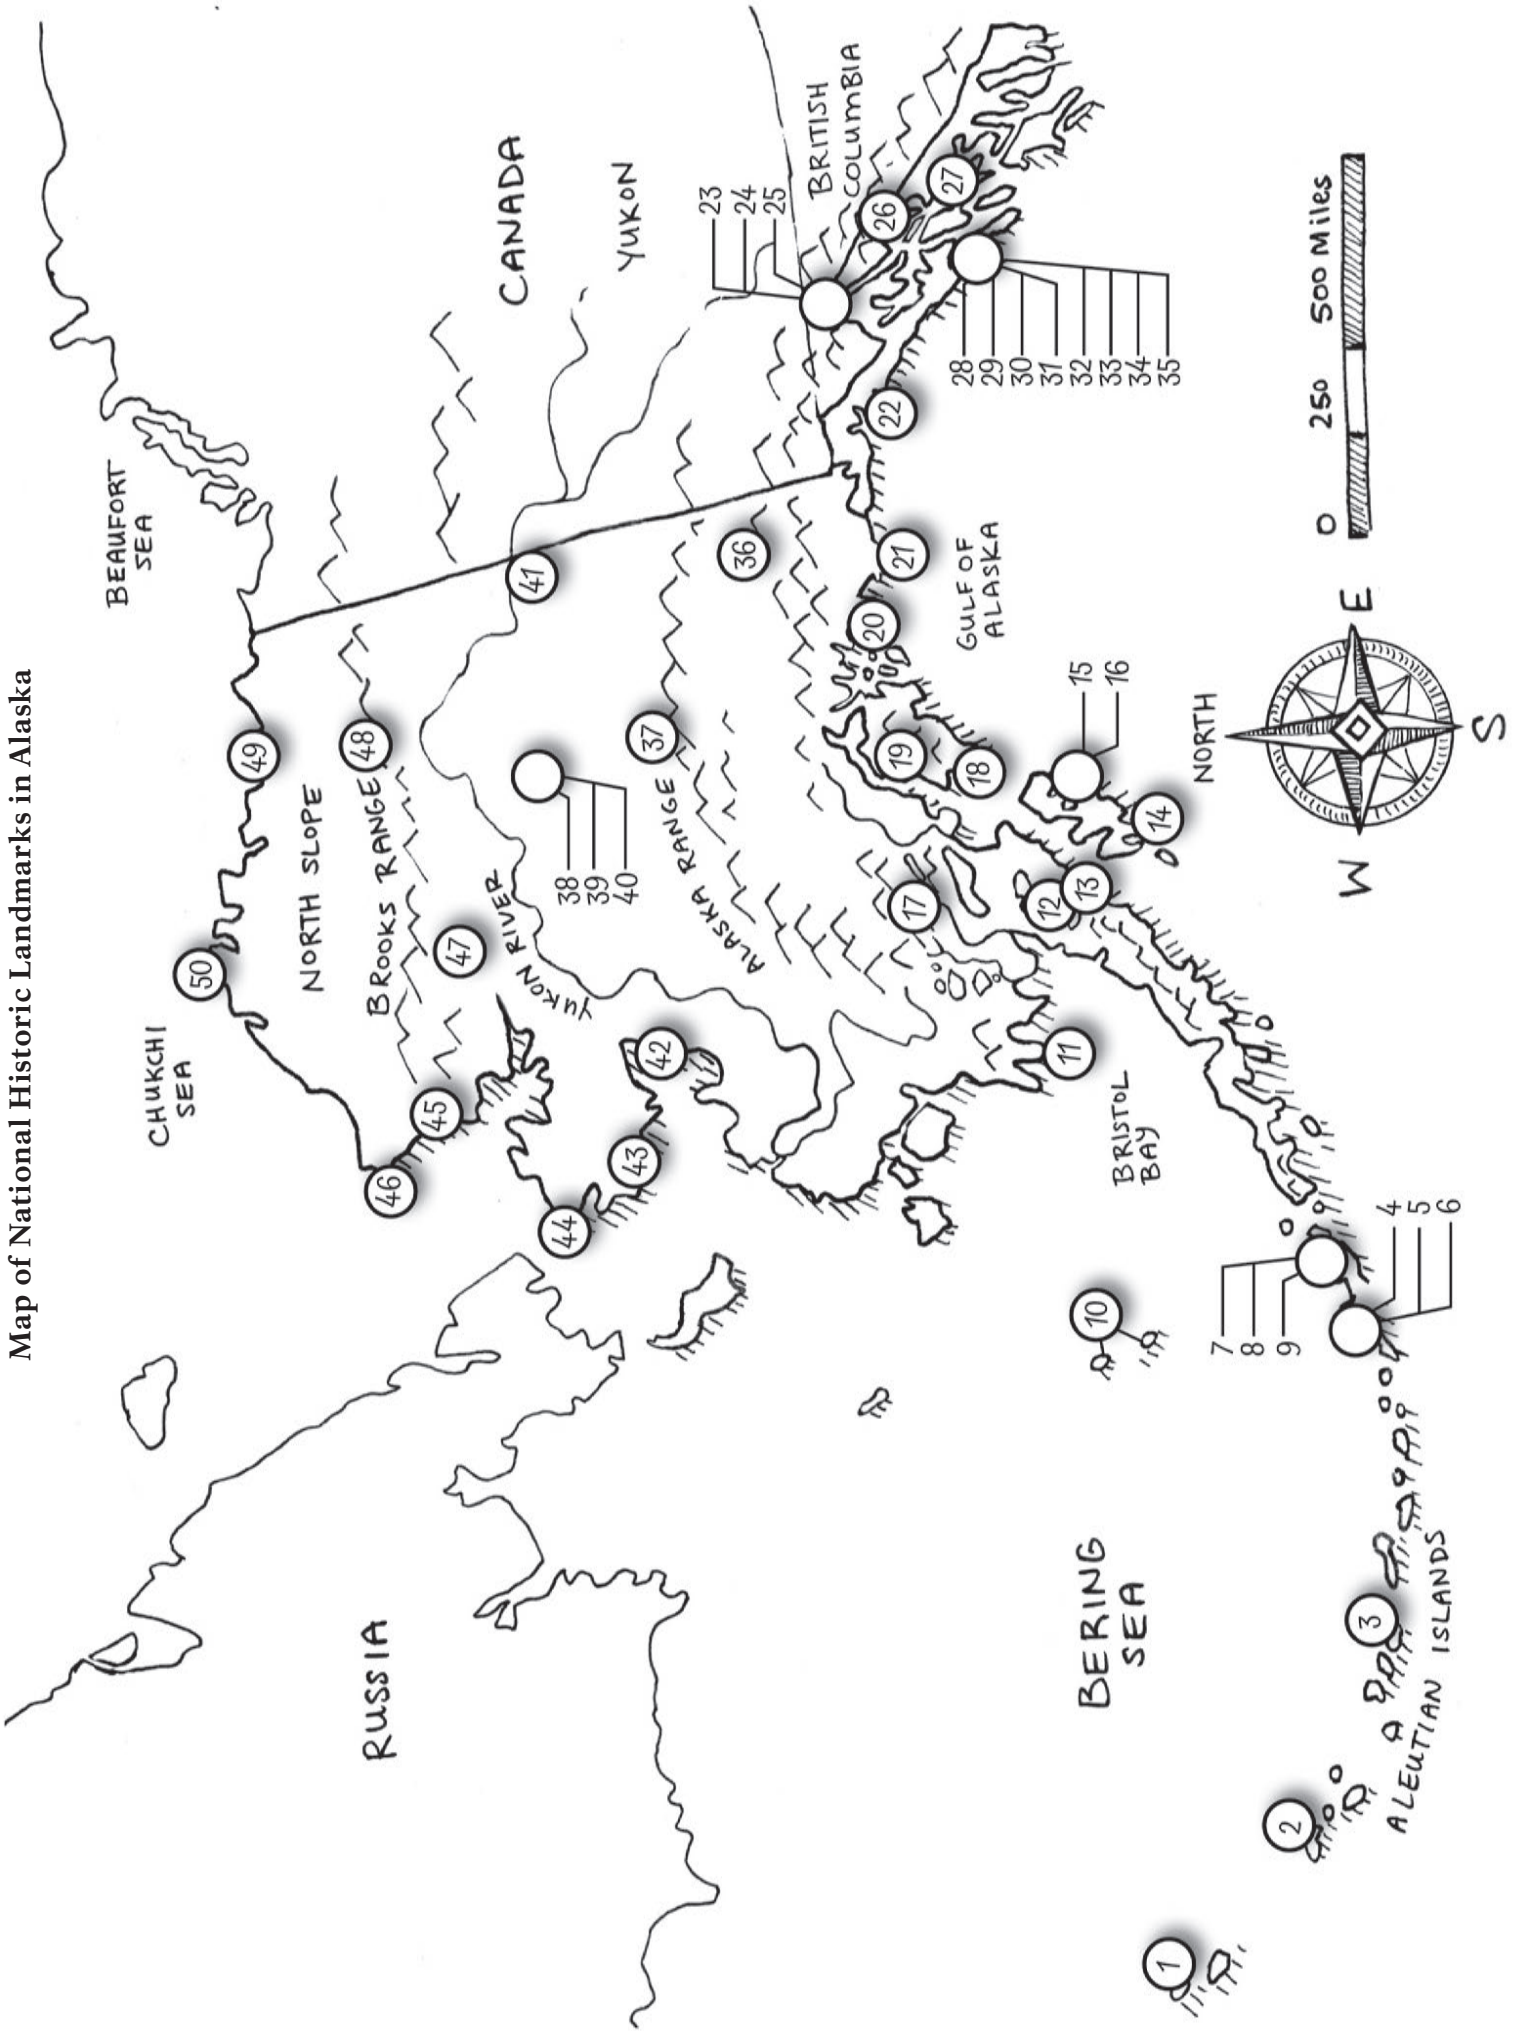 Map of National Historic Landmarks in Alaska
BEAUFORT
SEA
CHUKCHI
SEA
NORTH SLOPE
BROOKS RANGE
YUKON RIVER
ALASKA RANGE
CANADA
YUKON
BRITISH
COLUMBIA
RUSSIA
BERING
SEA
BRISTOL
BAY
GULF OF
ALASKA
ALEUTIAN ISLANDS
NORTH
W
E
S
0 250 500 Miles
1
2
3
4
5
6
7
8
9
10
11
12
13
14
15
16
17
18
19
20
21
22
23
24
25
26
27
28
29
30
31
32
33
34
35
36
37
38
39
40
41
42
43
44
45
46
47
48
49
50